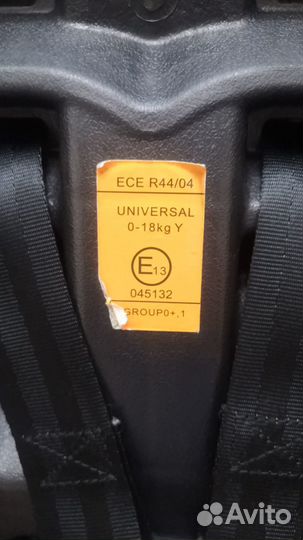 ECE R44/04
UNIVERSAL
0-18kg Y
E13
045132
GROUP0+,1
Avito